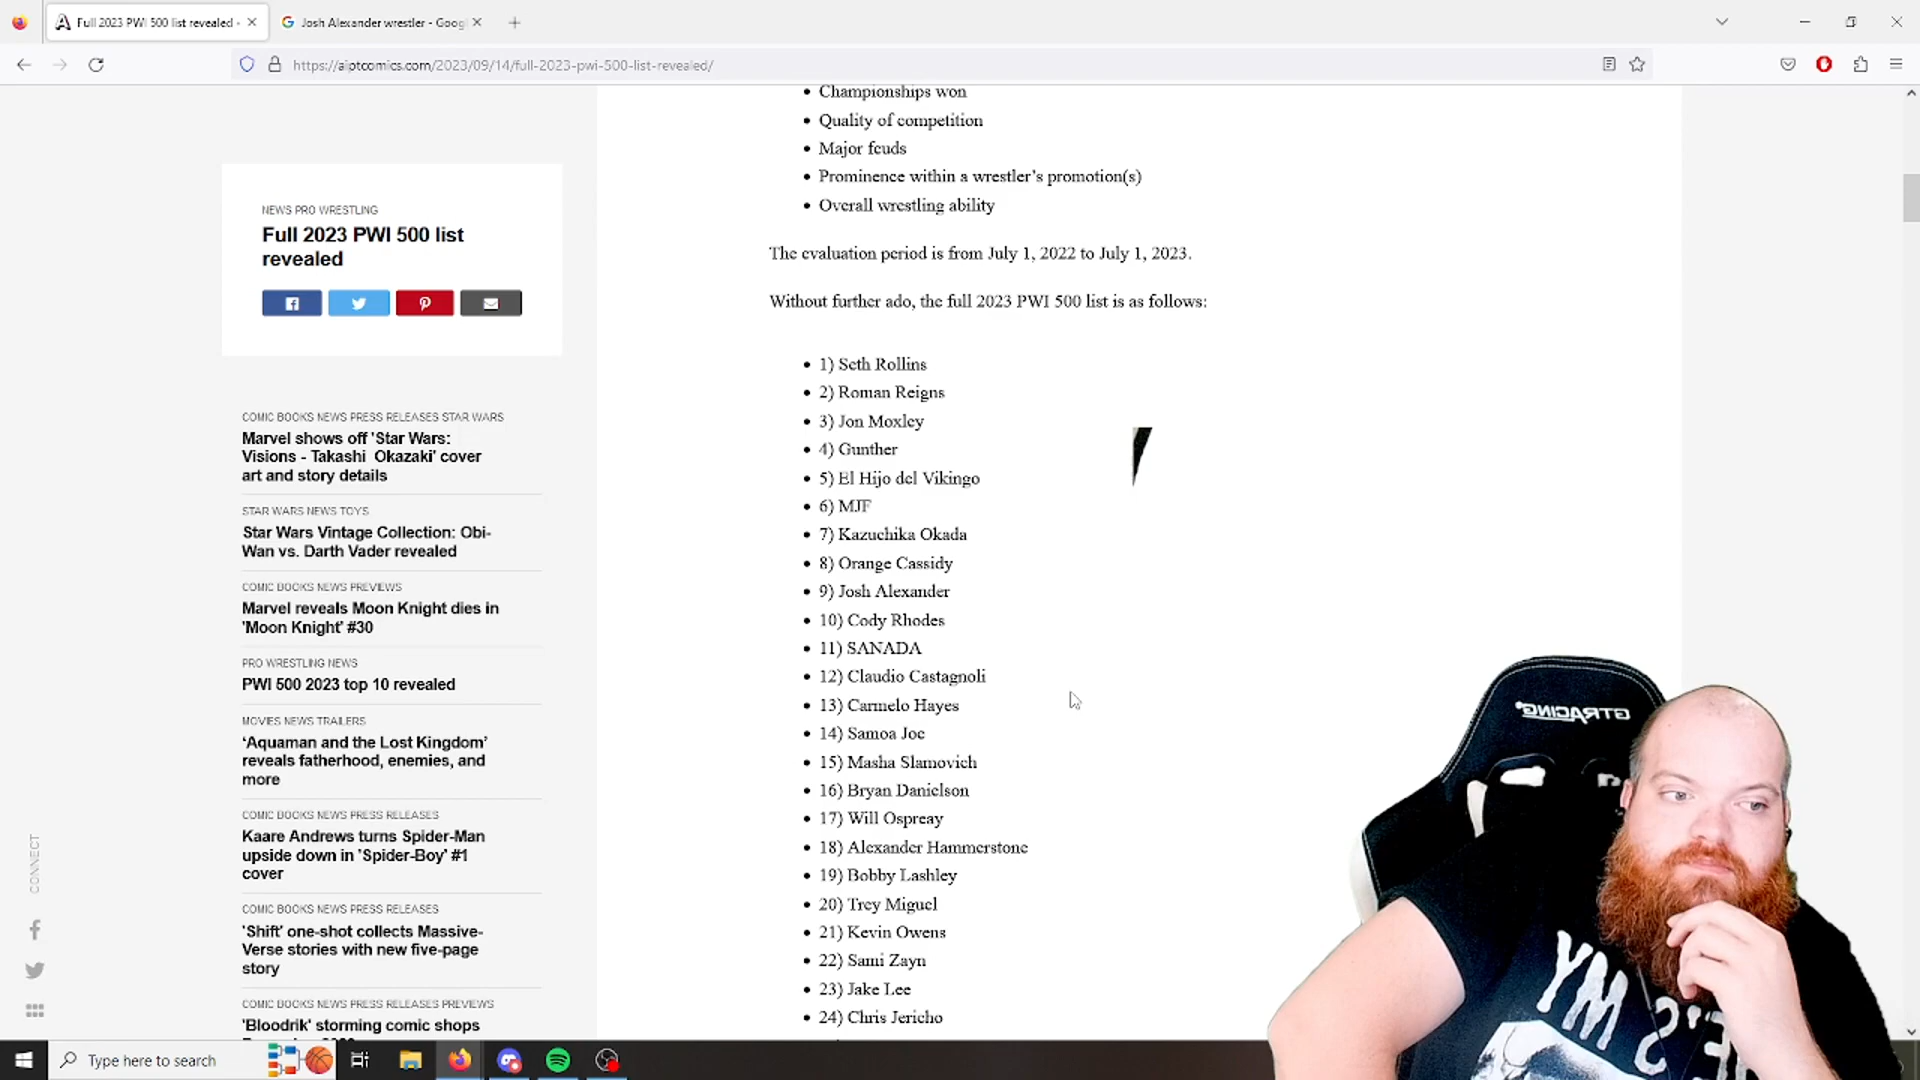 Full 2023 PWI 500 list revealed -
Josh Alexander wrestler - Goog
https://aiptcomics.com/2023/09/14/full-2023-pwi-500-list-revealed/
Championships won
Quality of competition
Major feuds
Prominence within a wrestler's promotion(s)
Overall wrestling ability
The evaluation period is from July 1, 2022 to July 1, 2023.
Without further ado, the full 2023 PWI 500 list is as follows:
1) Seth Rollins
2) Roman Reigns
3) Jon Moxley
4) Gunther
5) El Hijo del Vikingo
6) MJF
7) Kazuchika Okada
8) Orange Cassidy
9) Josh Alexander
10) Cody Rhodes
11) SANADA
12) Claudio Castagnoli
13) Carmelo Hayes
14) Samoa Joe
15) Masha Slamovich
16) Bryan Danielson
17) Will Ospreay
18) Alexander Hammerstone
19) Bobby Lashley
20) Trey Miguel
21) Kevin Owens
22) Sami Zayn
23) Jake Lee
24) Chris Jericho
NEWS PRO WRESTLING
Full 2023 PWI 500 list
revealed
COMIC BOOKS NEWS PRESS RELEASES STAR WARS
Marvel shows off 'Star Wars:
Visions - Takashi Okazaki' cover
art and story details
STAR WARS NEWS TOYS
Star Wars Vintage Collection: Obi-
Wan vs. Darth Vader revealed
COMIC BOOKS NEWS PREVIEWS
Marvel reveals Moon Knight dies in
'Moon Knight' #30
PRO WRESTLING NEWS
PWI 500 2023 top 10 revealed
MOVIES NEWS TRAILERS
‘Aquaman and the Lost Kingdom’
reveals fatherhood, enemies, and
more
COMIC BOOKS NEWS PRESS RELEASES
Kaare Andrews turns Spider-Man
upside down in 'Spider-Boy' #1
cover
COMIC BOOKS NEWS PRESS RELEASES
'Shift' one-shot collects Massive-
Verse stories with new five-page
story
COMIC BOOKS NEWS PRESS RELEASES PREVIEWS
'Bloodrik' storming comic shops
CONNECT
GTRACING
MY
Type here to search